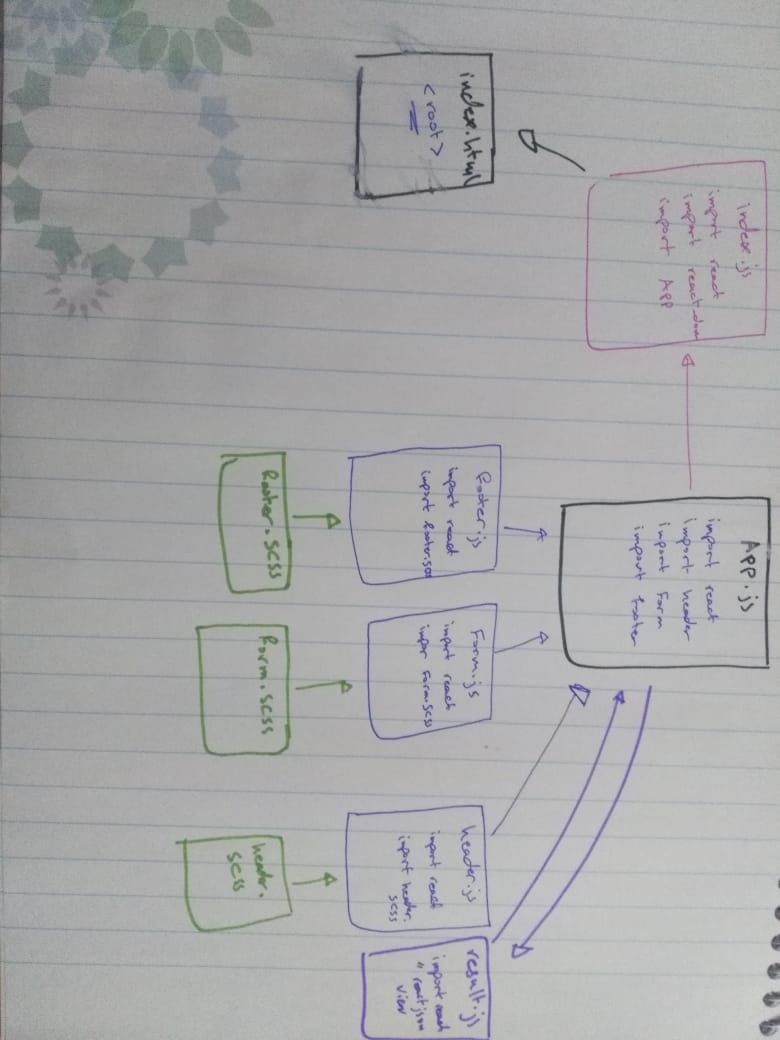 index.html
<root>
index.js
import react
import react-dom
import App
App.js
import react
import header
import Form
import footer
footer.js
import react
import footer.scss
Form.js
import react
impor Form.scss
header.js
import react
import header.
scss
result.js
import react
" react json
view
footer.scss
Form.scss
header.
scss